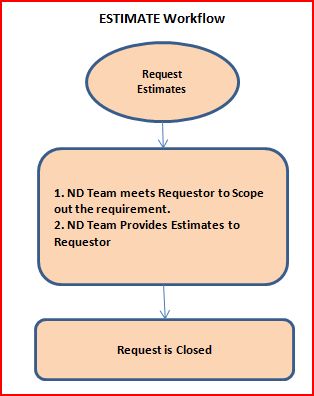 ESTIMATE Workflow
Request
Estimates
1. ND Team meets Requestor to Scope
out the requirement.
2. ND Team Provides Estimates to
Requestor
Request is Closed